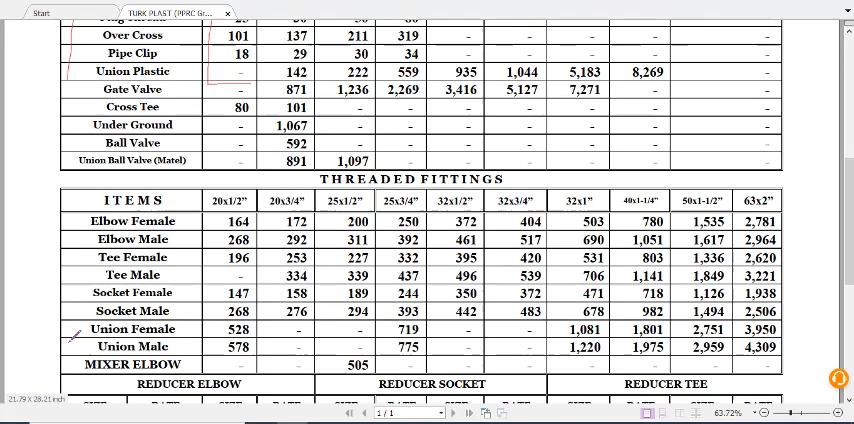 Start TURK PLAST (PPRC Gr...
Over Cross 101 137 211 319 - - - - - -
Pipe Clip 18 29 30 34 - - - - - -
Union Plastic - 142 222 559 935 1,044 5,183 8,269 - -
Gate Valve - 871 1,236 2,269 3,416 5,127 7,271 - - -
Cross Tee 80 101 - - - - - - - -
Under Ground - 1,067 - - - - - - - -
Ball Valve - 592 - - - - - - - -
Union Ball Valve (Matel) - 891 1,097 - - - - - - -
THREADED FITTINGS
ITEMS 20x1/2" 20x3/4" 25x1/2" 25x3/4" 32x1/2" 32x3/4" 32x1" 40x1-1/4" 50x1-1/2" 63x2"
Elbow Female 164 172 200 250 372 404 503 780 1,535 2,781
Elbow Male 268 292 311 392 461 517 690 1,051 1,617 2,964
Tee Female 196 253 227 332 395 420 531 803 1,336 2,620
Tee Male - 334 339 437 496 539 706 1,141 1,849 3,221
Socket Female 147 158 189 244 350 372 471 718 1,126 1,938
Socket Male 268 276 294 393 442 483 678 982 1,494 2,506
Union Female 528 - - 719 - - 1,081 1,801 2,751 3,950
Union Male 578 - - 775 - - 1,220 1,975 2,959 4,309
MIXER ELBOW - - 505 - - - - - - -
REDUCER ELBOW REDUCER SOCKET REDUCER TEE
SIZE RATE SIZE RATE SIZE RATE SIZE RATE SIZE RATE
21.79 X 28.21 inch
1 / 1 63.72%